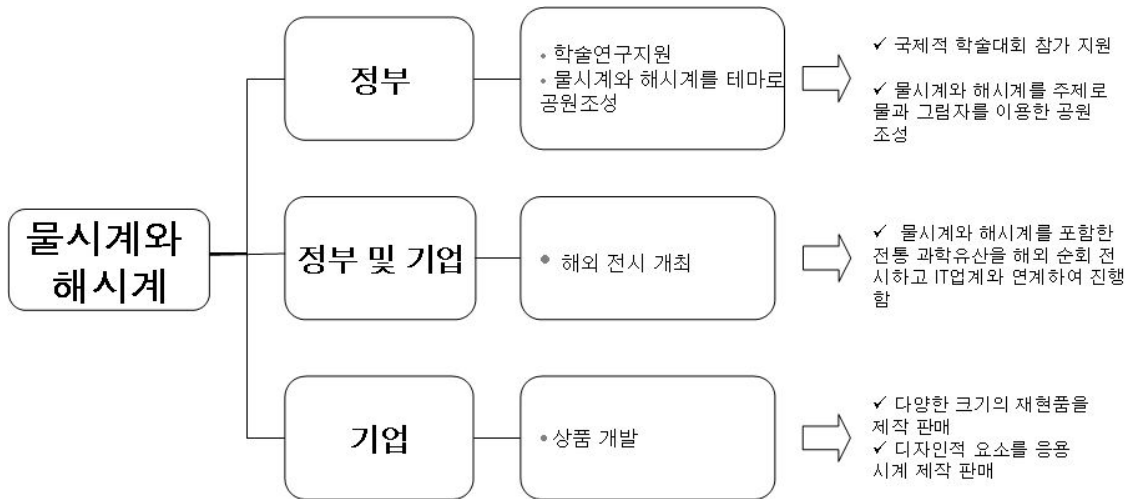 물시계와
해시계
정부
• 학술연구지원
• 물시계와 해시계를 테마로
공원조성
✓ 국제적 학술대회 참가 지원
✓ 물시계와 해시계를 주제로
물과 그림자를 이용한 공원
조성
정부 및 기업
• 해외 전시 개최
✓ 물시계와 해시계를 포함한
전통 과학유산을 해외 순회 전
시하고 IT업계와 연계하여 진행
함
기업
• 상품 개발
✓ 다양한 크기의 재현품을
제작 판매
✓ 디자인적 요소를 응용
시계 제작 판매